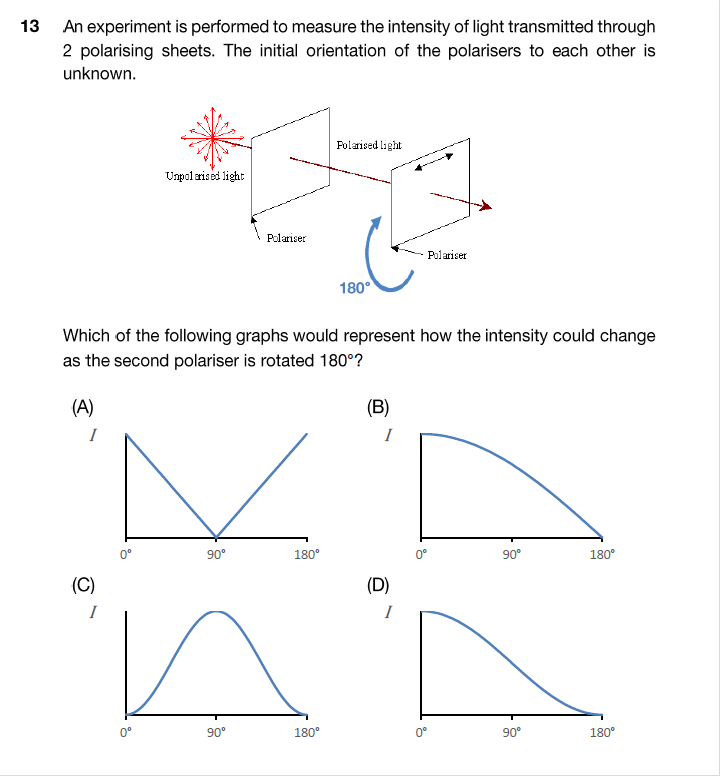 13 An experiment is performed to measure the intensity of light transmitted through
2 polarising sheets. The initial orientation of the polarisers to each other is
unknown.
Polarised light
Unpolarised light
Polariser
Polariser
180°
Which of the following graphs would represent how the intensity could change
as the second polariser is rotated 180°?
(A) (B)
I I
0° 90° 180° 0° 90° 180°
(C) (D)
I I
0° 90° 180° 0° 90° 180°